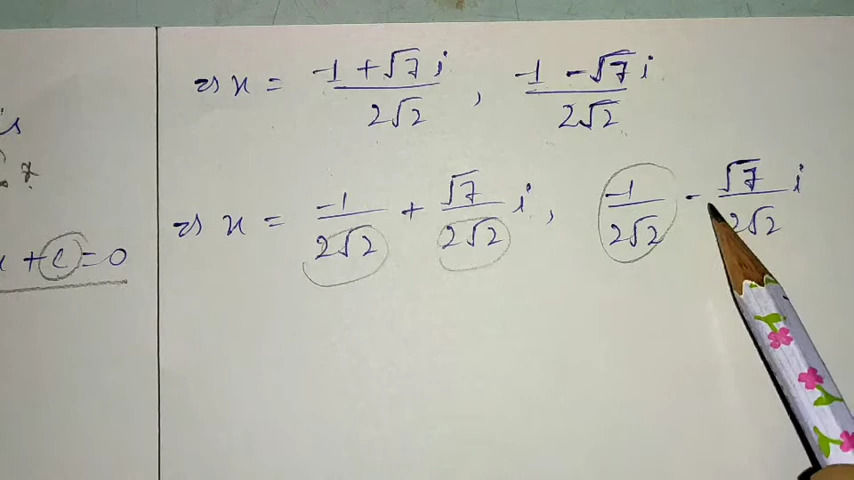 ⇒ x = (-1 + √7 i)/(2√2) , (-1 - √7 i)/(2√2)
⇒ x = -1/(2√2) + √7/(2√2) i , -1/(2√2) - √7/(2√2) i
+ c = 0